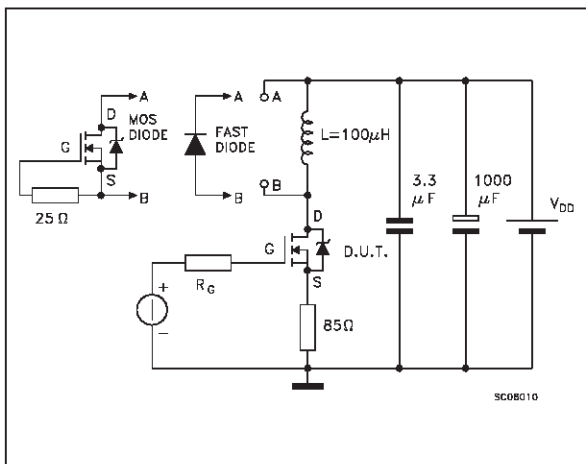 A
D
MOS
DIODE
G
S
B
25 Ω
A
FAST
DIODE
B
A
L=100μH
B
D
G
D.U.T.
S
RG
+
-
85Ω
3.3
μF
1000
μF
VDD
SC08010